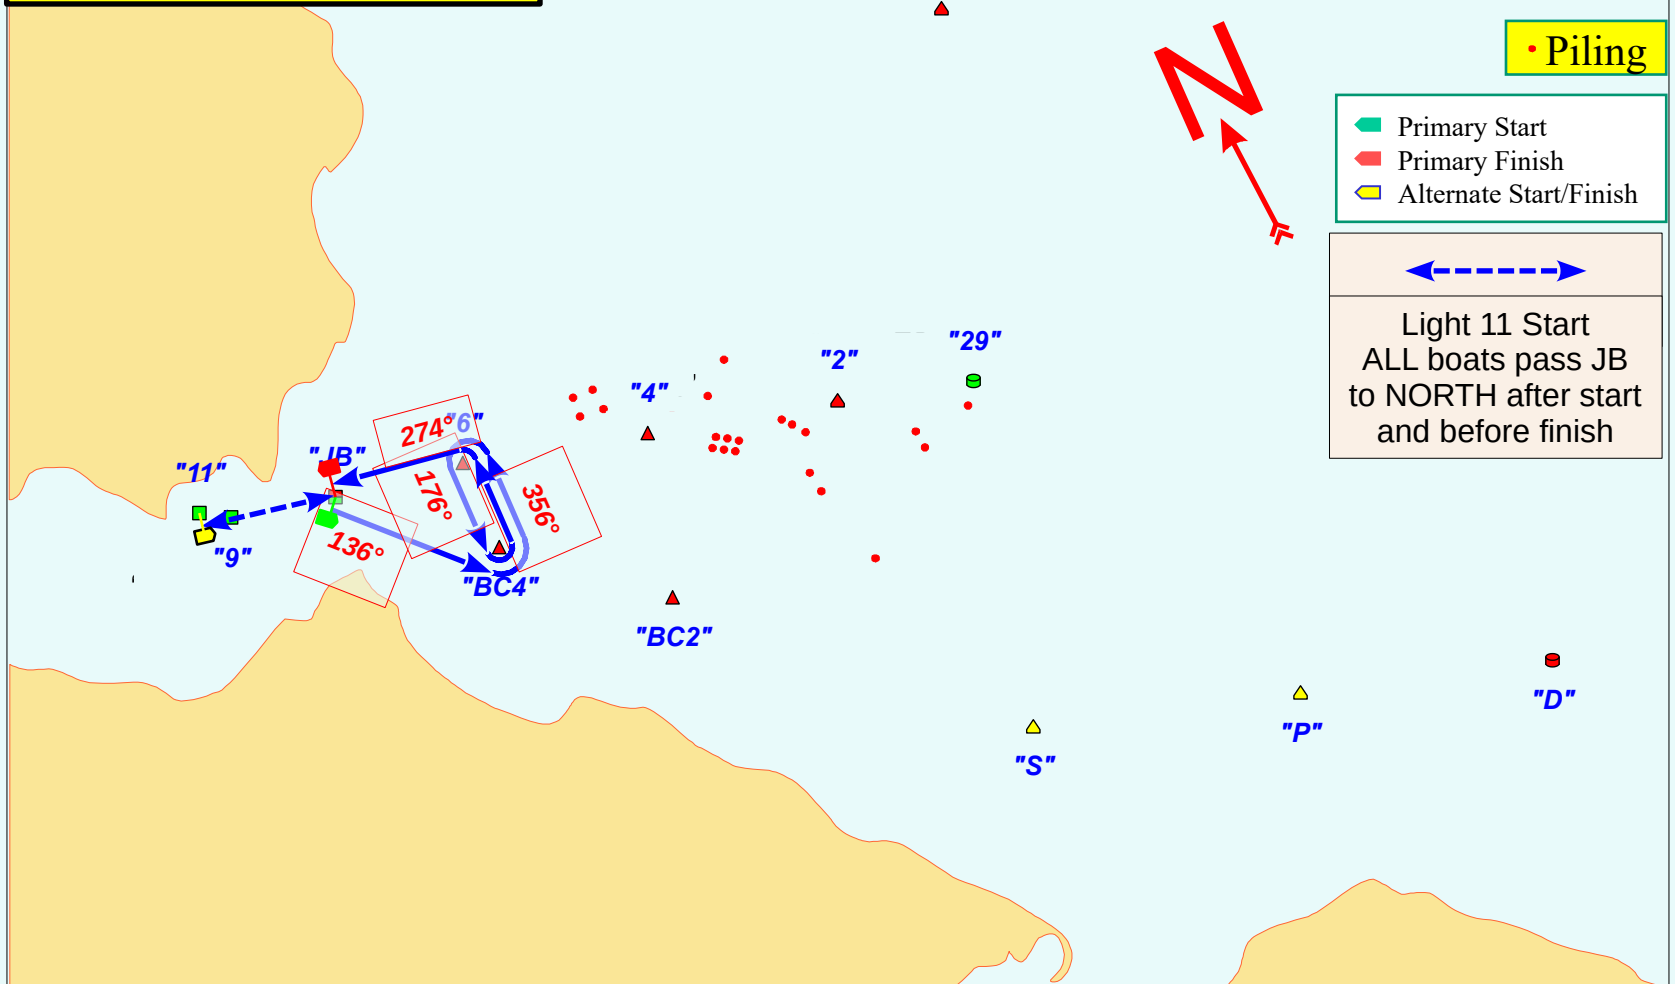 N
Piling
Primary Start
Primary Finish
Alternate Start/Finish
Light 11 Start
ALL boats pass JB
to NORTH after start
and before finish
"29"
"2"
"4"
"6"
274°
"JB"
"11"
176°
356°
136°
"9"
"BC4"
"BC2"
"D"
"P"
"S"